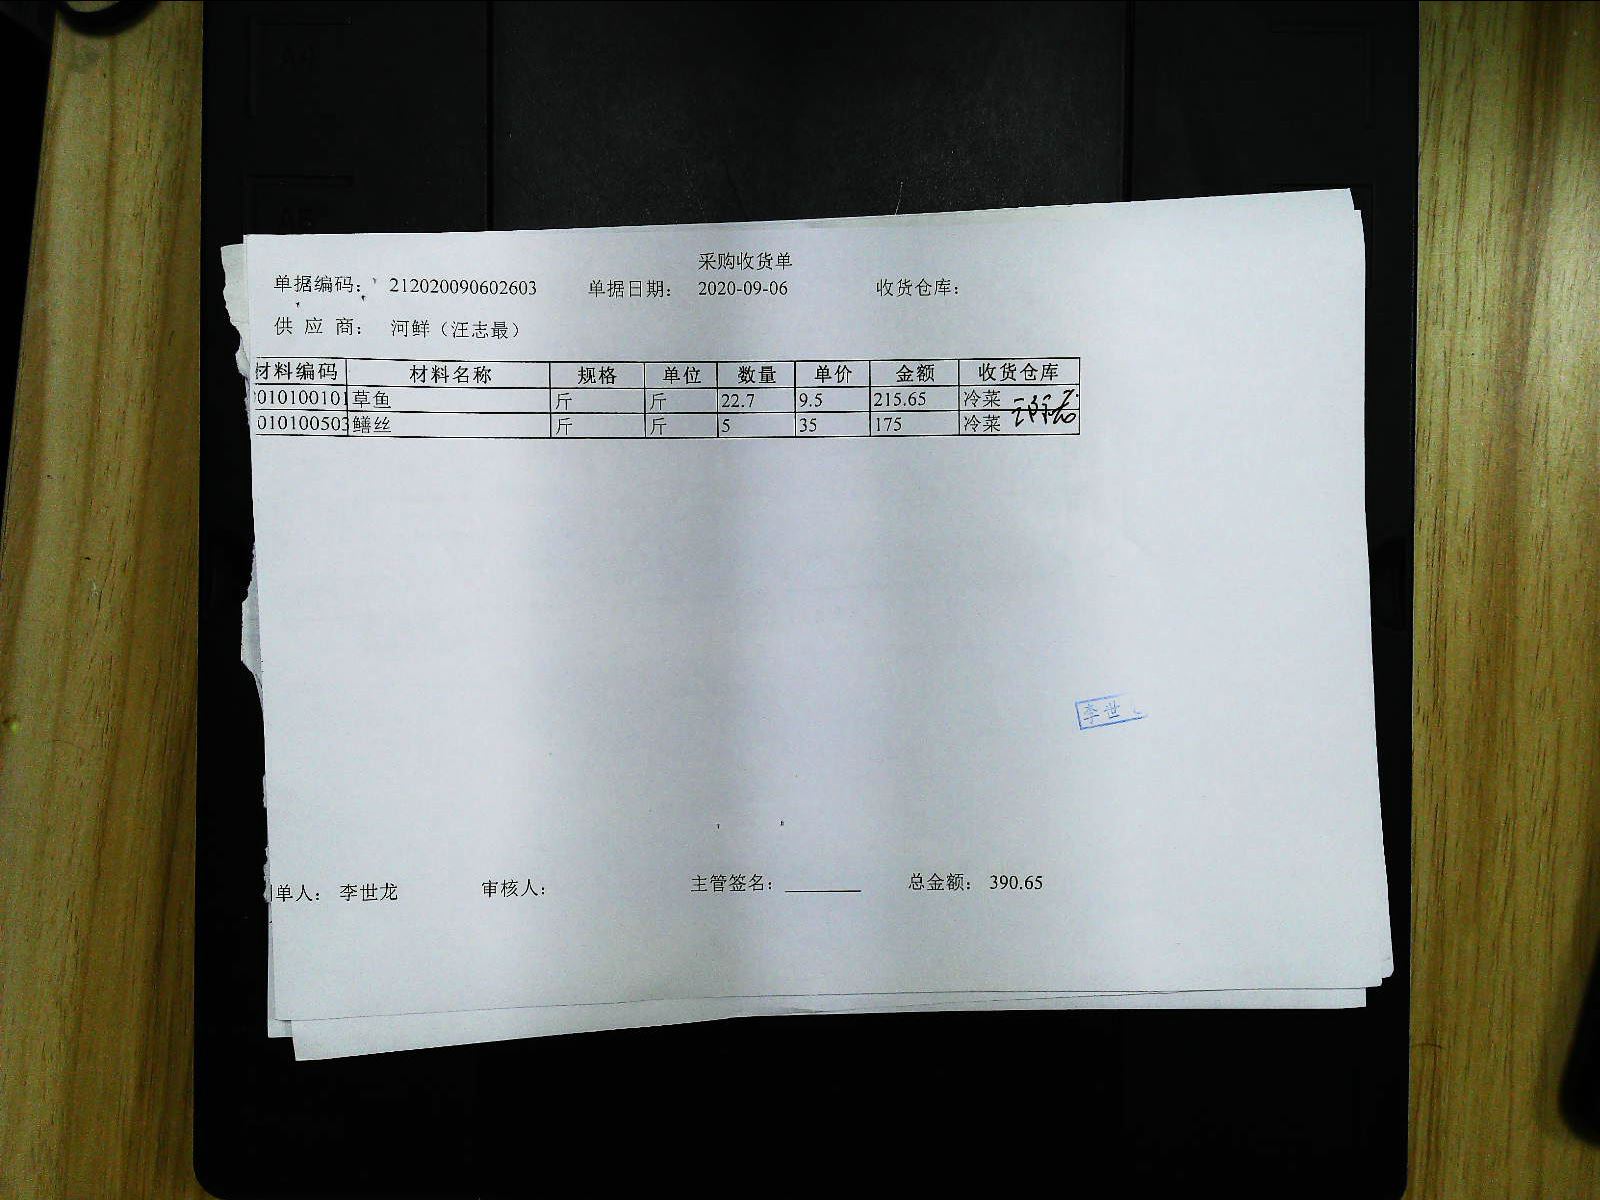 采购收货单
单据编码： 212020090602603 单据日期： 2020-09-06 收货仓库：
供 应 商： 河鲜（汪志最）
材料编码 材料名称 规格 单位 数量 单价 金额 收货仓库
010100101 草鱼 斤 斤 22.7 9.5 215.65 冷菜
010100503 鳝丝 斤 斤 5 35 175 冷菜
李世
单人： 李世龙 审核人： 主管签名： 总金额： 390.65